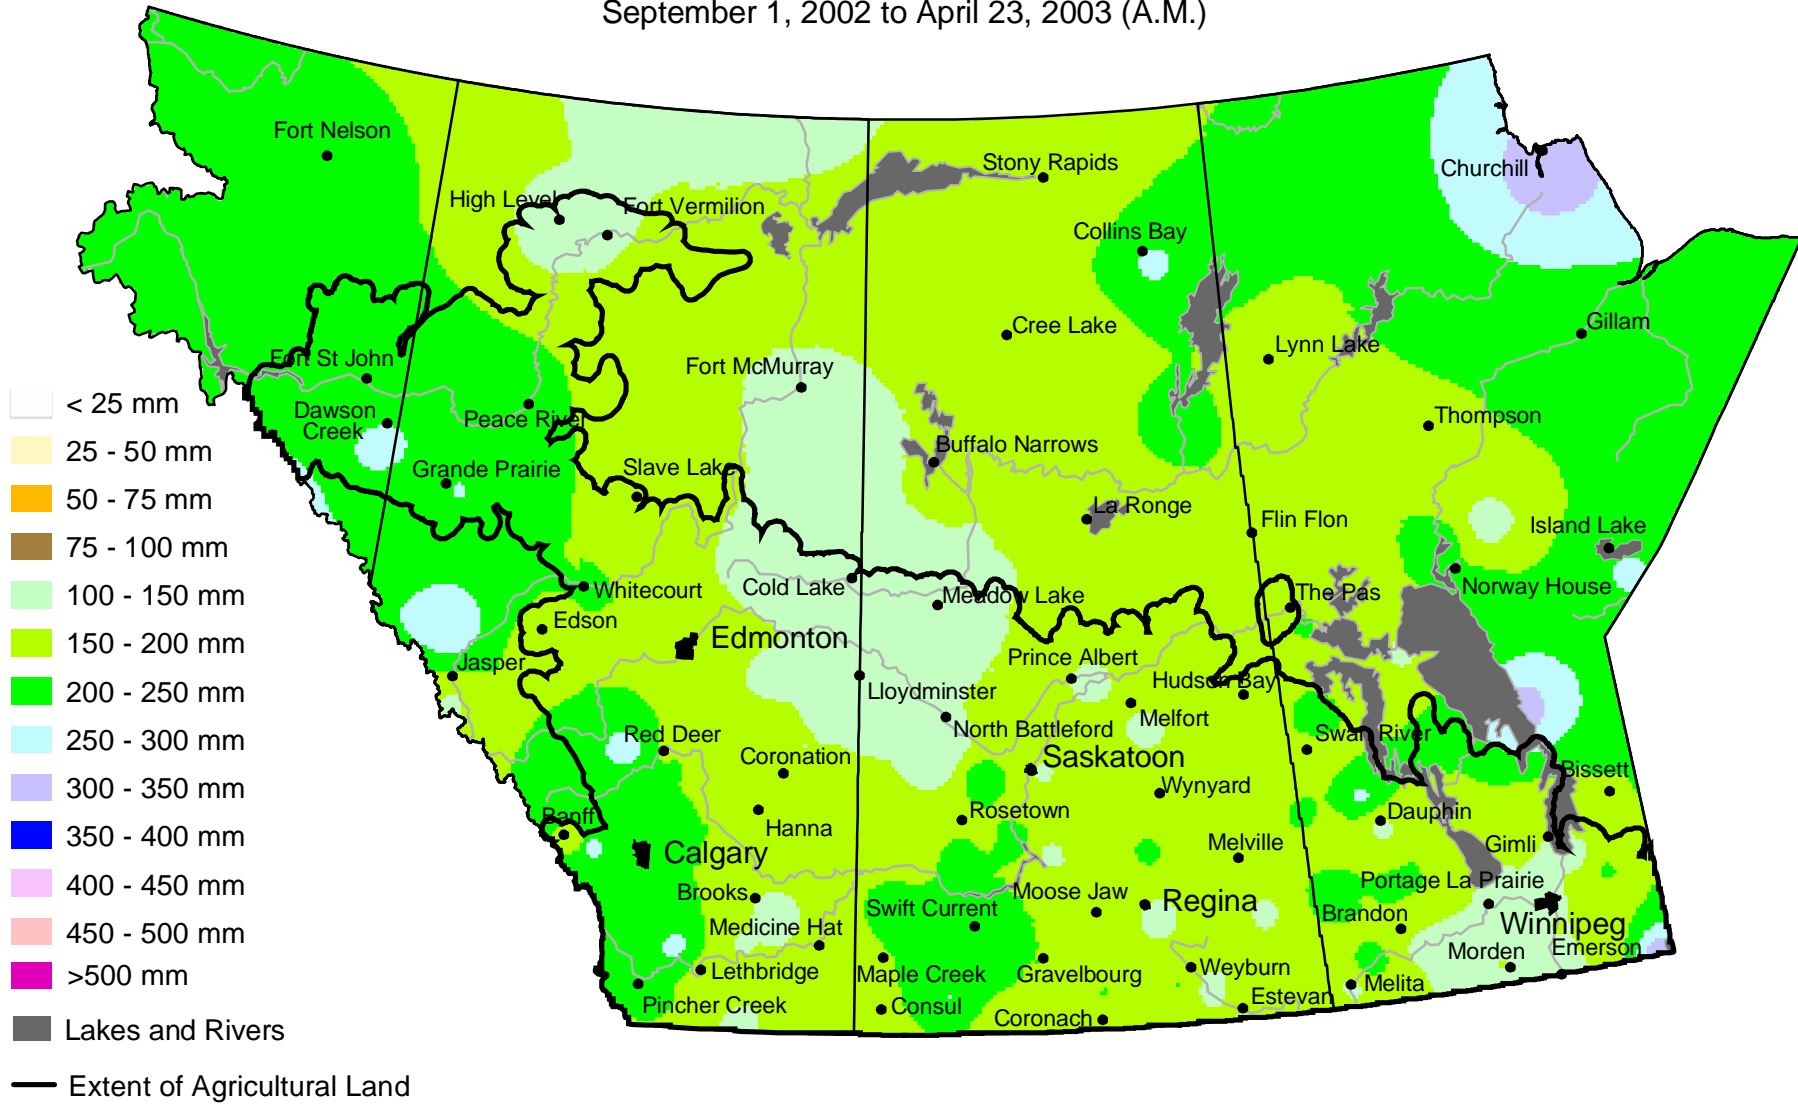 September 1, 2002 to April 23, 2003 (A.M.)
Fort Nelson
Stony Rapids
Churchill
High Level
Fort Vermilion
Collins Bay
Cree Lake
Gillam
Lynn Lake
Fort St John
Fort McMurray
Dawson
Creek
Peace River
Thompson
Buffalo Narrows
Grande Prairie
Slave Lake
La Ronge
Flin Flon
Island Lake
Whitecourt
Cold Lake
Meadow Lake
The Pas
Norway House
Edson
Edmonton
Jasper
Prince Albert
Hudson Bay
Lloydminster
Melfort
North Battleford
Red Deer
Swan River
Coronation
Saskatoon
Bissett
Wynyard
Banff
Hanna
Rosetown
Dauphin
Calgary
Melville
Gimli
Brooks
Moose Jaw
Regina
Portage La Prairie
Swift Current
Brandon
Winnipeg
Medicine Hat
Morden
Emerson
Lethbridge
Maple Creek
Gravelbourg
Weyburn
Melita
Pincher Creek
Consul
Coronach
Estevan
< 25 mm
25 - 50 mm
50 - 75 mm
75 - 100 mm
100 - 150 mm
150 - 200 mm
200 - 250 mm
250 - 300 mm
300 - 350 mm
350 - 400 mm
400 - 450 mm
450 - 500 mm
>500 mm
Lakes and Rivers
Extent of Agricultural Land